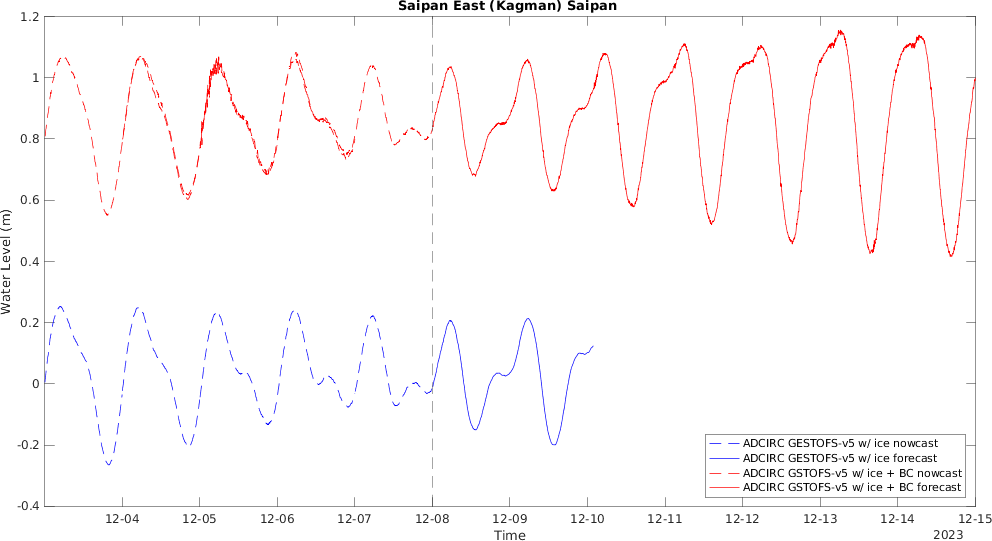 Saipan East (Kagman) Saipan
1.2
1
0.8
0.6
0.4
0.2
0
-0.2
-0.4
Water Level (m)
12-04 12-05 12-06 12-07 12-08 12-09 12-10 12-11 12-12 12-13 12-14 12-15
Time
2023
ADCIRC GESTOFS-v5 w/ ice nowcast
ADCIRC GESTOFS-v5 w/ ice forecast
ADCIRC GSTOFS-v5 w/ ice + BC nowcast
ADCIRC GSTOFS-v5 w/ ice + BC forecast